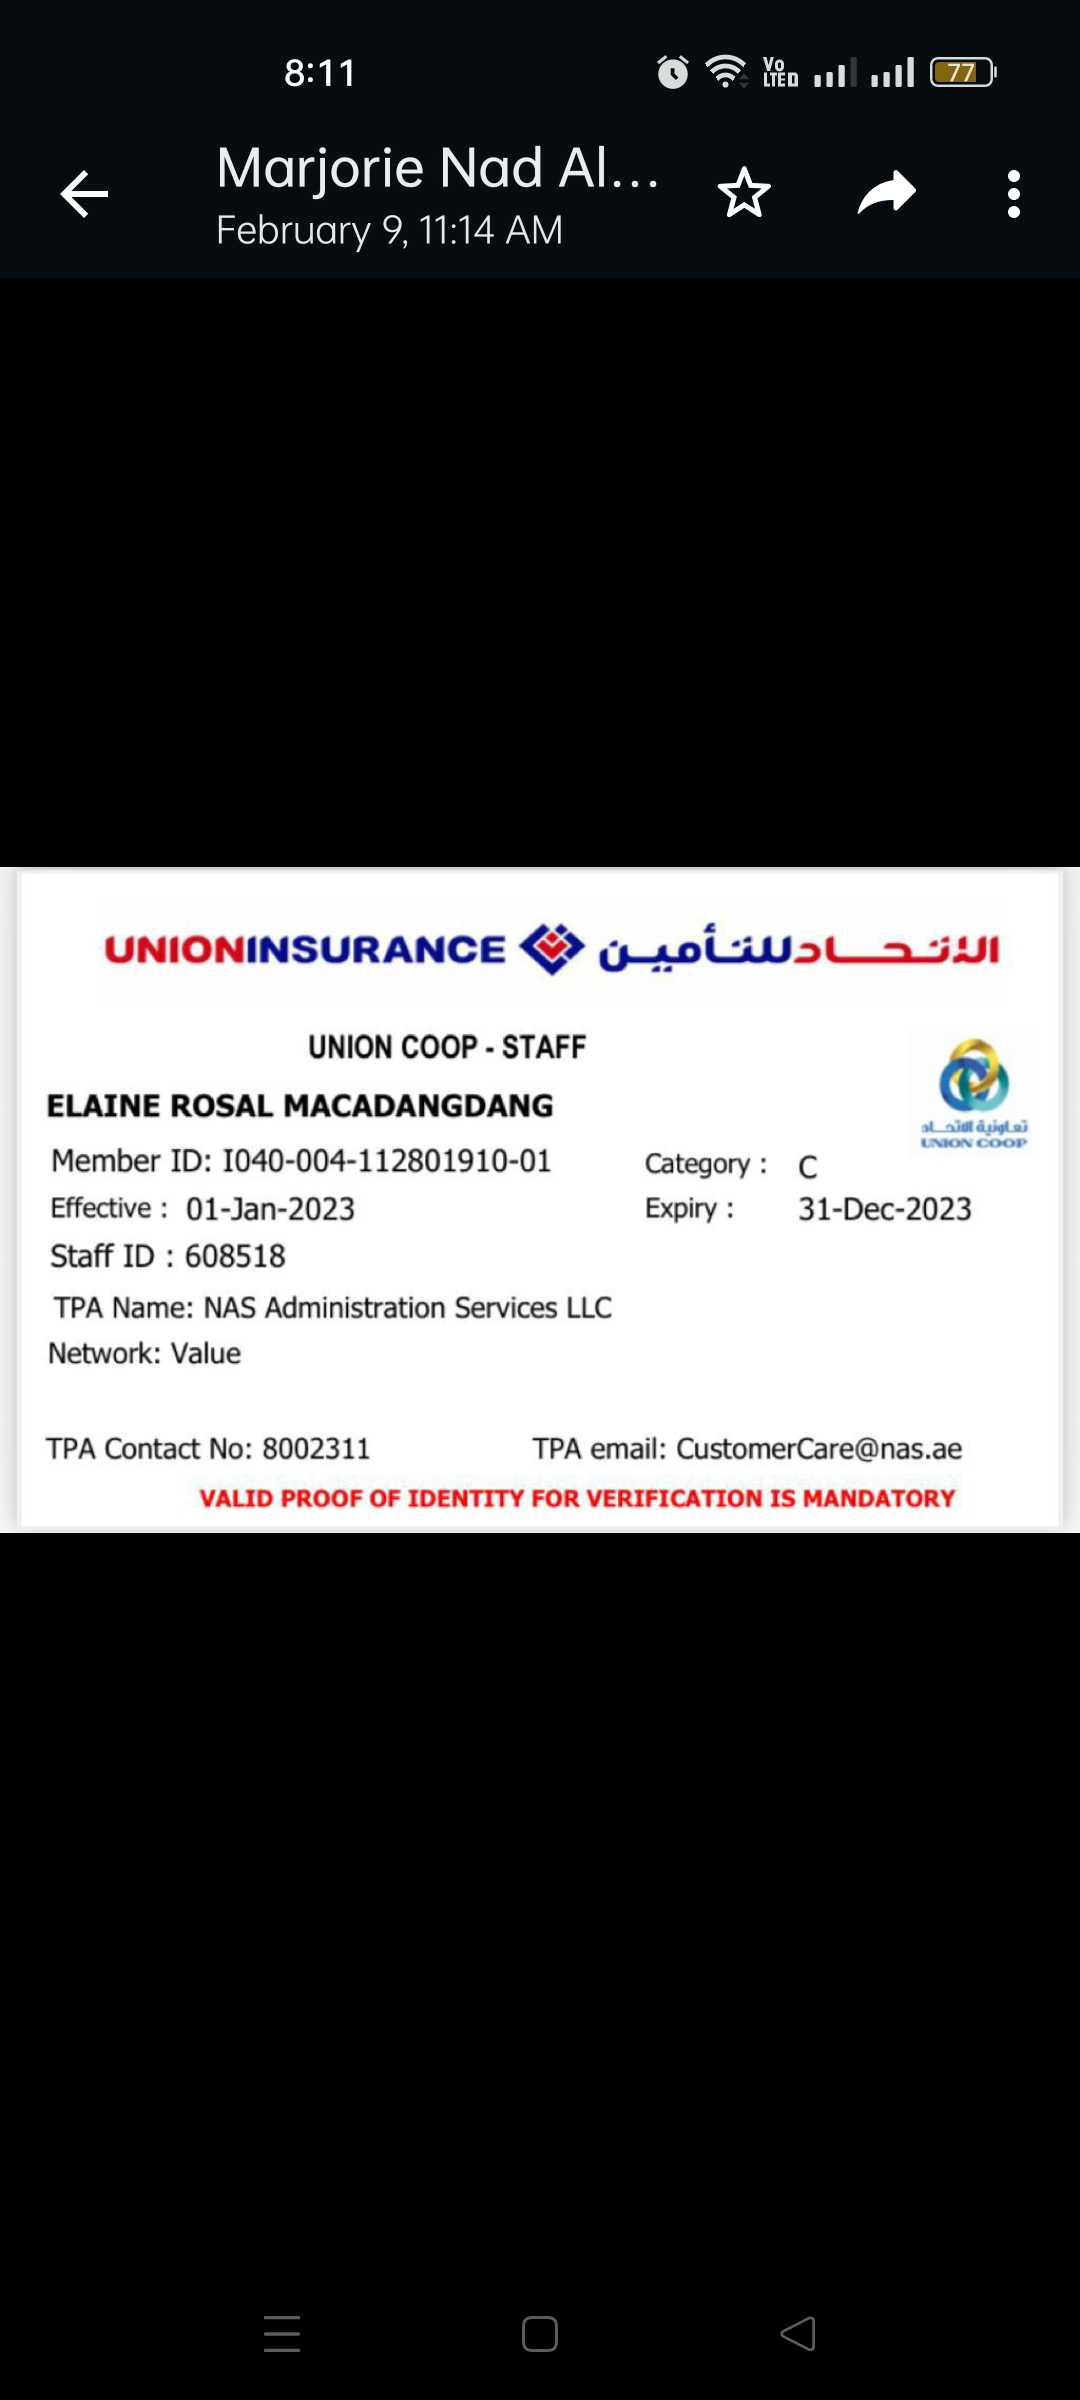 8:11
Vo LTED
77
Marjorie Nad Al...
February 9, 11:14 AM
UNIONINSURANCE الاتحاد للتأمين
UNION COOP - STAFF
ELAINE ROSAL MACADANGDANG
تعاونية الاتحاد
UNION COOP
Member ID: I040-004-112801910-01
Category : C
Effective : 01-Jan-2023
Expiry : 31-Dec-2023
Staff ID : 608518
TPA Name: NAS Administration Services LLC
Network: Value
TPA Contact No: 8002311
TPA email: CustomerCare@nas.ae
VALID PROOF OF IDENTITY FOR VERIFICATION IS MANDATORY